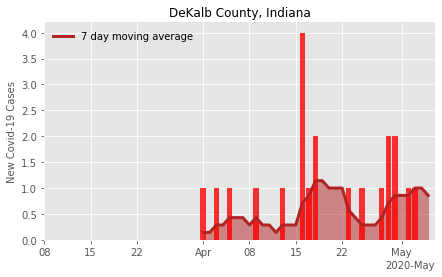 DeKalb County, Indiana
7 day moving average
New Covid-19 Cases
4.0
3.5
3.0
2.5
2.0
1.5
1.0
0.5
0.0
08 15 22 Apr 08 15 22 May
2020-May